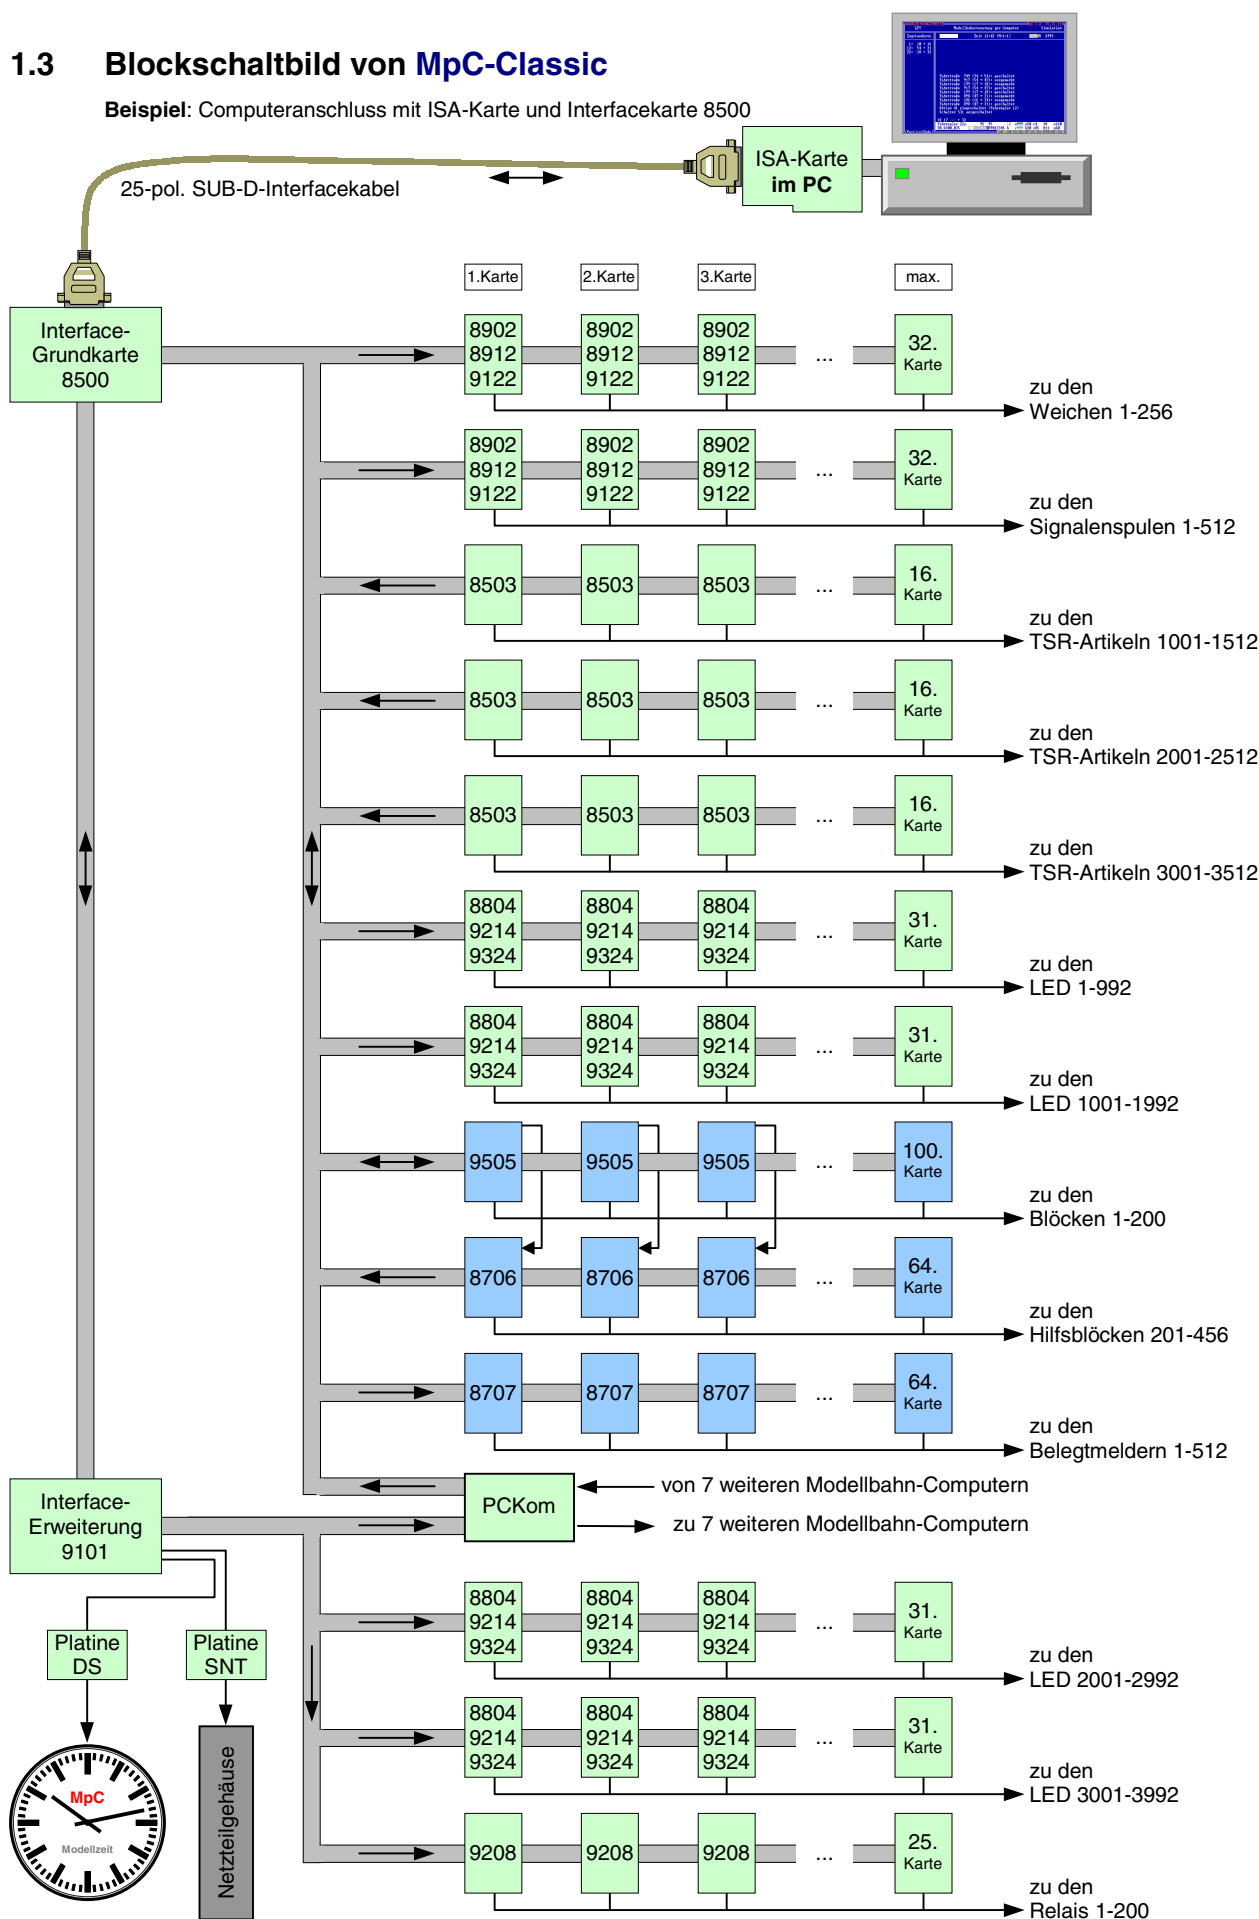 1.3 Blockschaltbild von MpC-Classic
Beispiel: Computeranschluss mit ISA-Karte und Interfacekarte 8500
25-pol. SUB-D-Interfacekabel
ISA-Karte
im PC
1.Karte 2.Karte 3.Karte max.
Interface-
Grundkarte
8500
8902 8902 8902 32.
8912 8912 8912 ... Karte
9122 9122 9122
zu den
Weichen 1-256
8902 8902 8902 32.
8912 8912 8912 ... Karte
9122 9122 9122
zu den
Signalenspulen 1-512
8503 8503 8503 ... 16.
Karte
zu den
TSR-Artikeln 1001-1512
8503 8503 8503 ... 16.
Karte
zu den
TSR-Artikeln 2001-2512
8503 8503 8503 ... 16.
Karte
zu den
TSR-Artikeln 3001-3512
8804 8804 8804 31.
9214 9214 9214 ... Karte
9324 9324 9324
zu den
LED 1-992
8804 8804 8804 31.
9214 9214 9214 ... Karte
9324 9324 9324
zu den
LED 1001-1992
9505 9505 9505 ... 100.
Karte
zu den
Blöcken 1-200
8706 8706 8706 ... 64.
Karte
zu den
Hilfsblöcken 201-456
8707 8707 8707 ... 64.
Karte
zu den
Belegtmeldern 1-512
Interface-
Erweiterung
9101
PCKom
von 7 weiteren Modellbahn-Computern
zu 7 weiteren Modellbahn-Computern
8804 8804 8804 31.
9214 9214 9214 ... Karte
9324 9324 9324
zu den
LED 2001-2992
Platine
DS
Platine
SNT
8804 8804 8804 31.
9214 9214 9214 ... Karte
9324 9324 9324
zu den
LED 3001-3992
MpC
Modellzeit
Netzteilgehäuse
9208 9208 9208 ... 25.
Karte
zu den
Relais 1-200